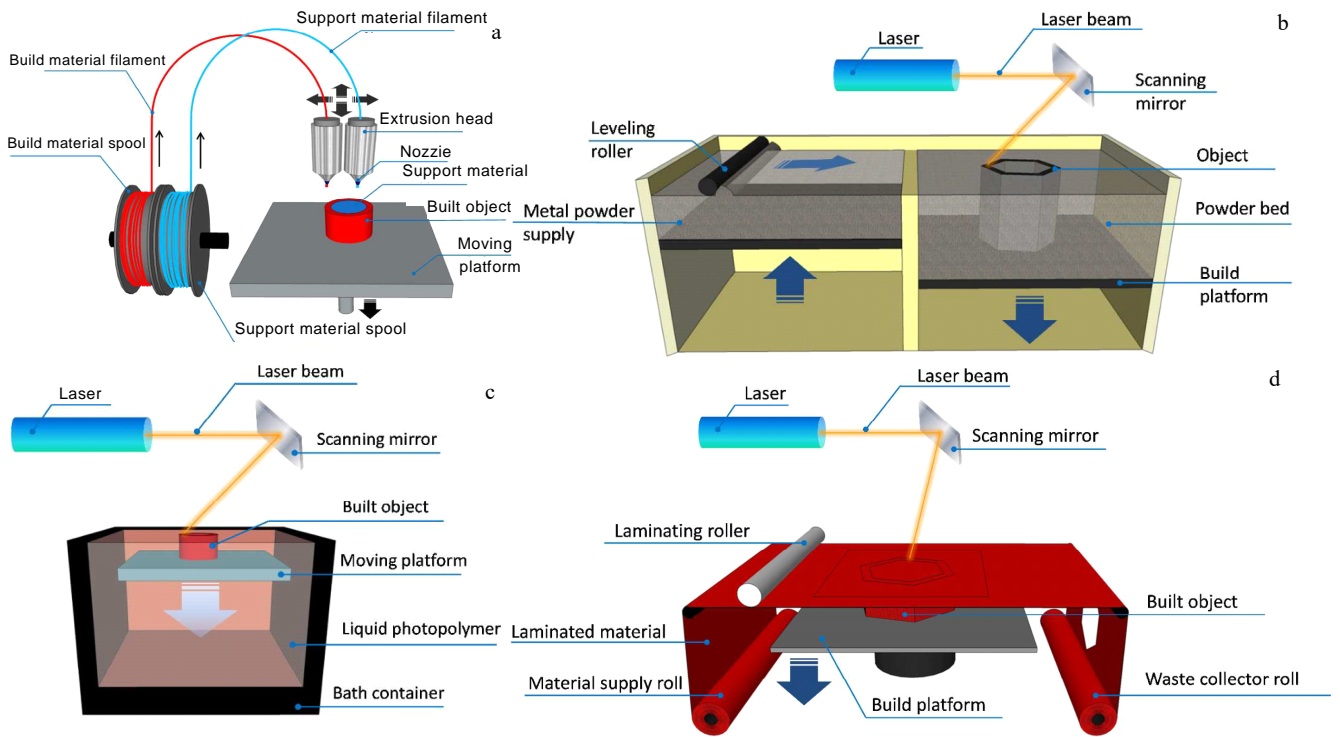 Support material filament
a
Build material filament
Extrusion head
Build material spool
Nozzie
Support material
Built object
Moving
platform
Support material spool
b
Laser beam
Laser
Scanning
mirror
Leveling
roller
Object
Metal powder
supply
Powder bed
Build
platform
c
Laser beam
Laser
Scanning mirror
Built object
Moving platform
Liquid photopolymer
Bath container
d
Laser beam
Laser
Scanning mirror
Laminating roller
Built object
Laminated material
Material supply roll
Build platform
Waste collector roll